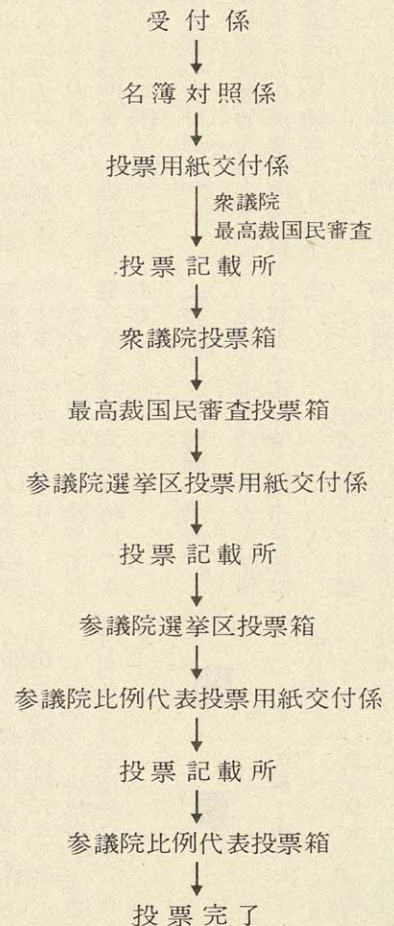 受付係
名簿対照係
投票用紙交付係
衆議院
最高裁国民審査
投票記載所
衆議院投票箱
最高裁国民審査投票箱
参議院選挙区投票用紙交付係
投票記載所
参議院選挙区投票箱
参議院比例代表投票用紙交付係
投票記載所
参議院比例代表投票箱
投票完了